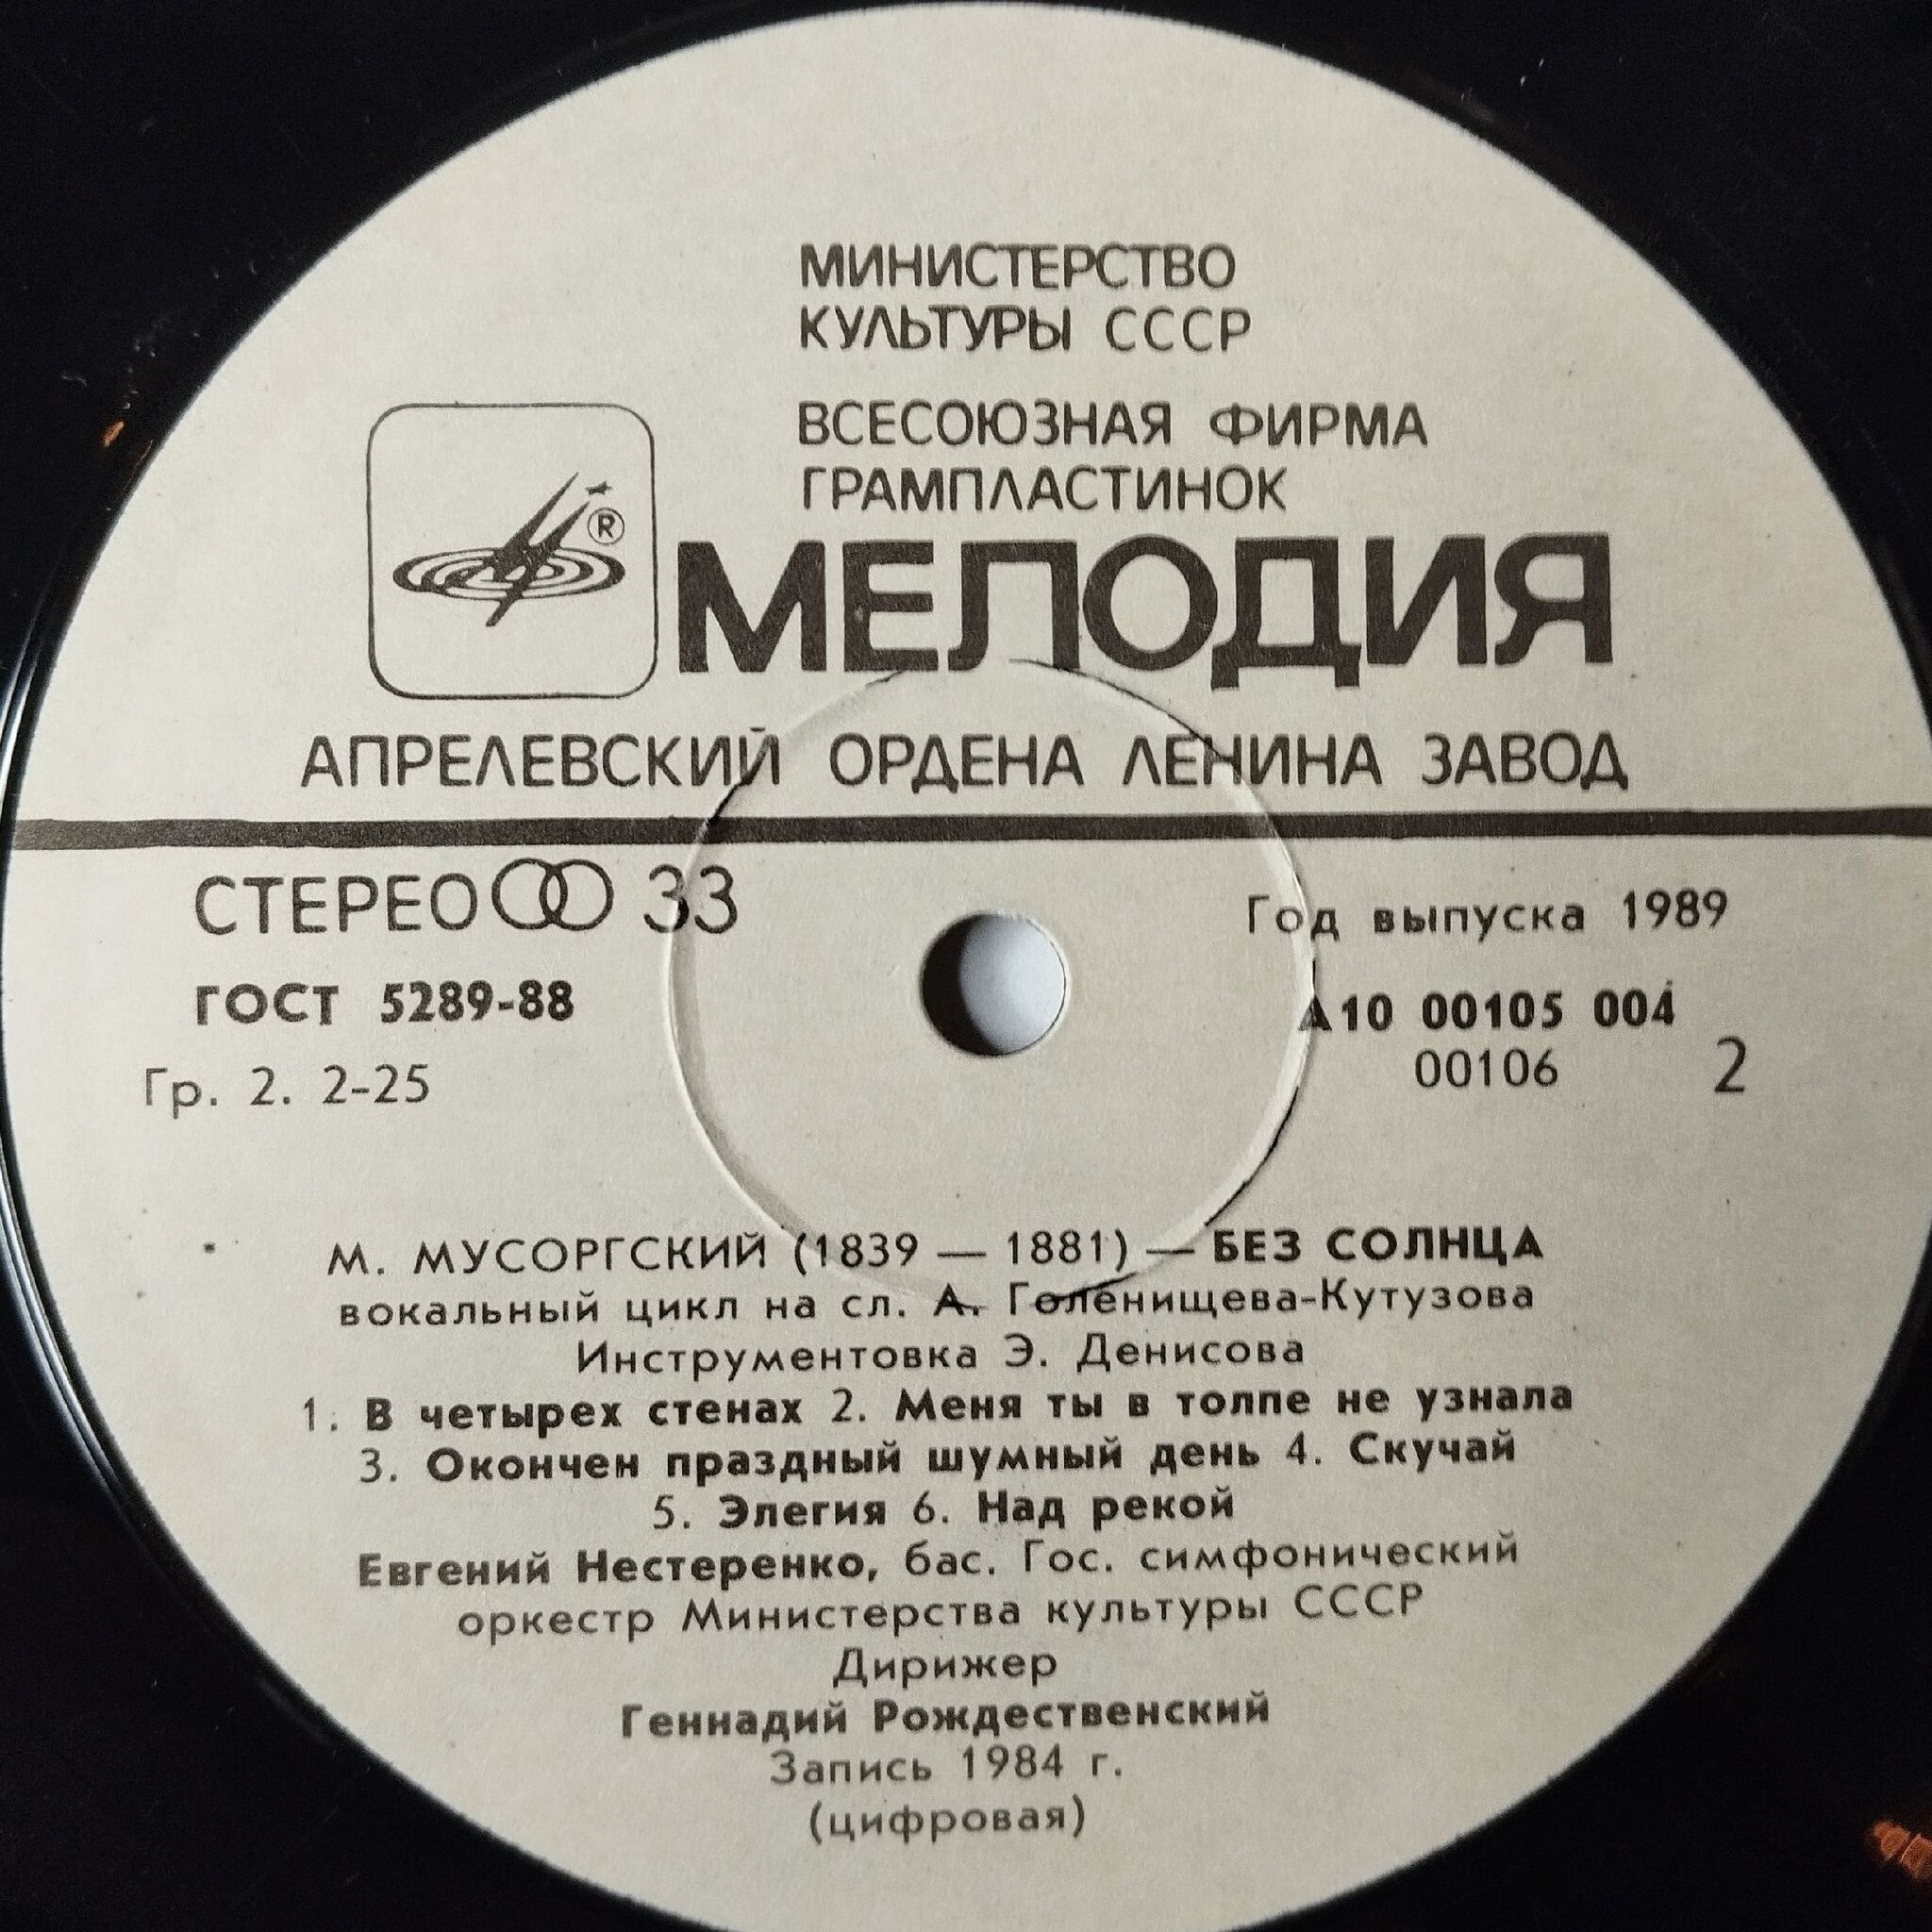 МИНИСТЕРСТВО
КУЛЬТУРЫ СССР
ВСЕСОЮЗНАЯ ФИРМА
ГРАМПЛАСТИНОК
®
МЕЛОДИЯ
АПРЕЛЕВСКИЙ ОРДЕНА ЛЕНИНА ЗАВОД
СТЕРЕО 33
Год выпуска 1989
ГОСТ 5289-88
А10 00105 004
Гр. 2. 2-25
00106 2
М. МУСОРГСКИЙ (1839 — 1881) — БЕЗ СОЛНЦА
вокальный цикл на сл. А. Голенищева-Кутузова
Инструментовка Э. Денисова
1. В четырех стенах 2. Меня ты в толпе не узнала
3. Окончен праздный шумный день 4. Скучай
5. Элегия 6. Над рекой
Евгений Нестеренко, бас. Гос. симфонический
оркестр Министерства культуры СССР
Дирижер
Геннадий Рождественский
Запись 1984 г.
(цифровая)